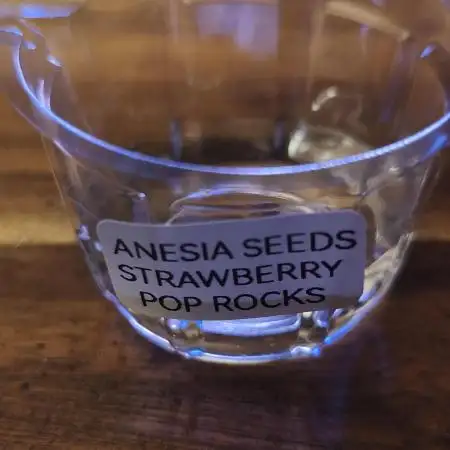 ANESIA SEEDS
STRAWBERRY
POP ROCKS